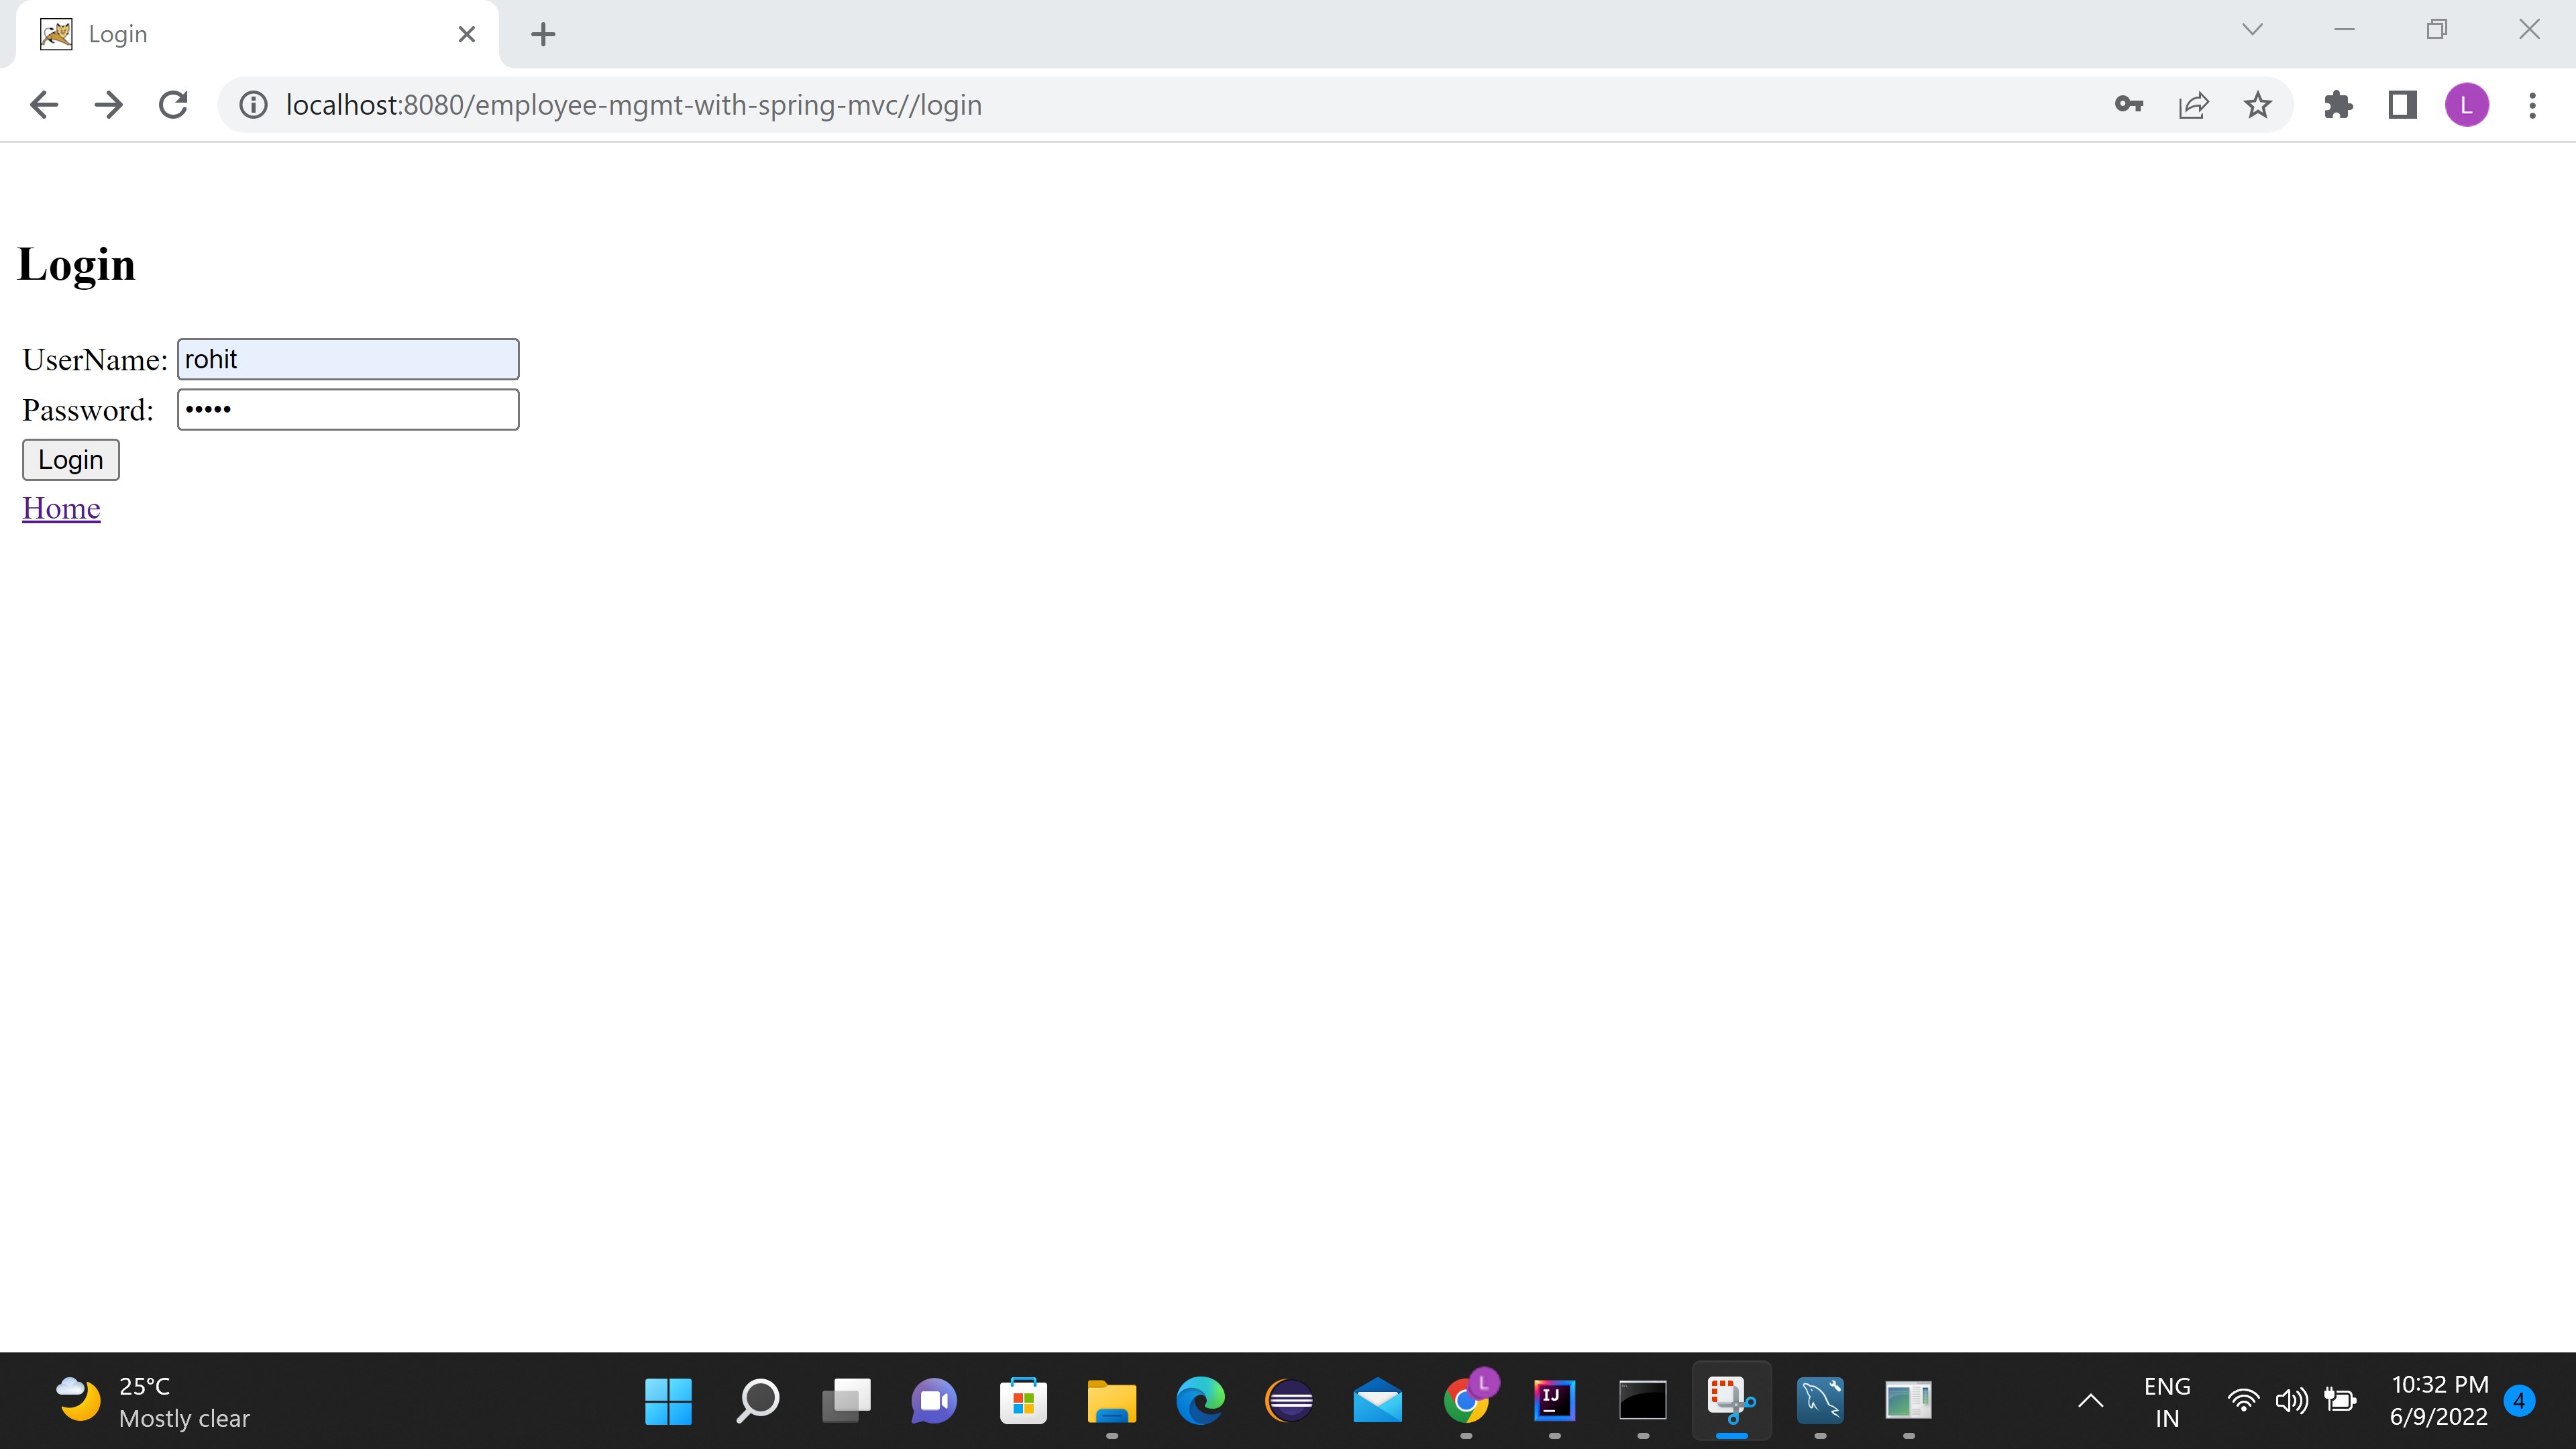 Login
localhost:8080/employee-mgmt-with-spring-mvc//login
L
Login
UserName: rohit
Password: •••••
Login
Home
25°C
Mostly clear
L
IJ
ENG
IN
10:32 PM
6/9/2022
4